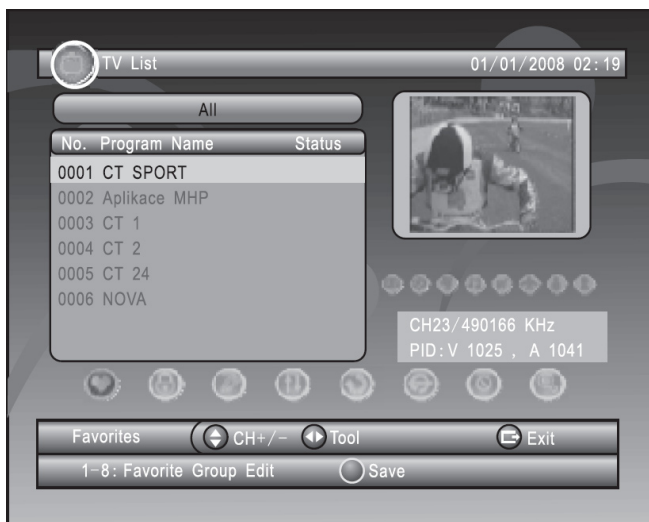 TV List 01/01/2008 02:19
All
No. Program Name Status
0001 CT SPORT
0002 Aplikace MHP
0003 CT 1
0004 CT 2
0005 CT 24
0006 NOVA
CH23/490166 KHz
PID:V 1025 , A 1041
Favorites CH+/- Tool Exit
1-8: Favorite Group Edit Save